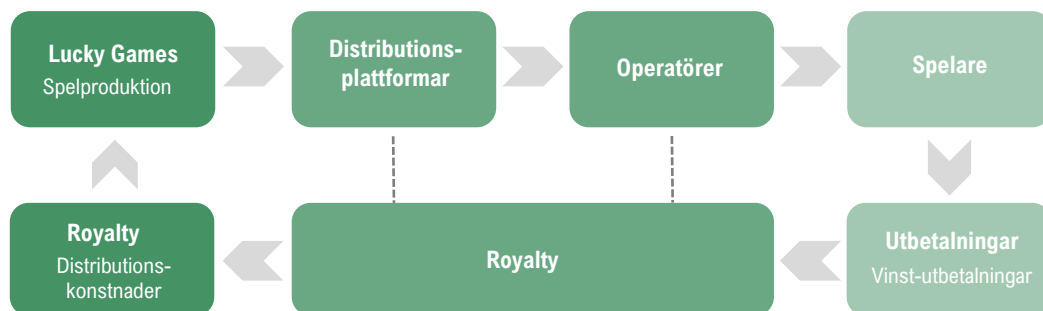 Lucky Games
Spelproduktion
Distributions-
plattformar
Operatörer
Spelare
Royalty
Distributions-
konstnader
Royalty
Utbetalningar
Vinst-utbetalningar